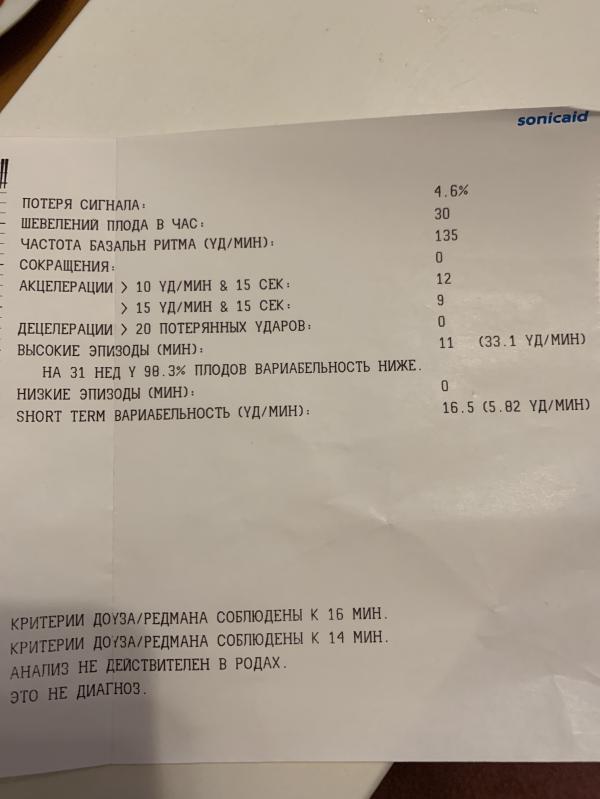 sonicaid
ПОТЕРЯ СИГНАЛА: 4.6%
ШЕВЕЛЕНИЙ ПЛОДА В ЧАС: 30
ЧАСТОТА БАЗАЛЬН РИТМА (УД/МИН): 135
СОКРАЩЕНИЯ: 0
АКЦЕЛЕРАЦИИ > 10 УД/МИН & 15 СЕК: 12
> 15 УД/МИН & 15 СЕК: 9
ДЕЦЕЛЕРАЦИИ > 20 ПОТЕРЯННЫХ УДАРОВ: 0
ВЫСОКИЕ ЭПИЗОДЫ (МИН): 11 (33.1 УД/МИН)
НА 31 НЕД У 98.3% ПЛОДОВ ВАРИАБЕЛЬНОСТЬ НИЖЕ.
НИЗКИЕ ЭПИЗОДЫ (МИН): 0
SHORT TERM ВАРИАБЕЛЬНОСТЬ (УД/МИН): 16.5 (5.82 УД/МИН)
КРИТЕРИИ ДОУЗА/РЕДМАНА СОБЛЮДЕНЫ К 16 МИН.
КРИТЕРИИ ДОУЗА/РЕДМАНА СОБЛЮДЕНЫ К 14 МИН.
АНАЛИЗ НЕ ДЕЙСТВИТЕЛЕН В РОДАХ.
ЭТО НЕ ДИАГНОЗ.